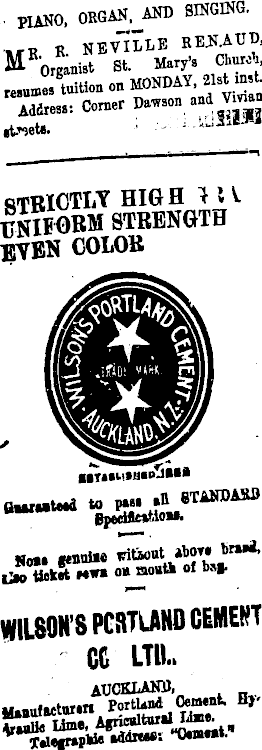 PIANO, ORGAN, AND SINGING.
MR. R. NEVILLE RENAUD,
Organist St. Mary's Church,
resumes tuition on MONDAY, 21st inst.
Address: Corner Dawson and Vivian
streets.
STRICTLY HIGH
UNIFORM STRENGTH
EVEN COLOR
WILSON'S PORTLAND CEMENT
TRADE MARK
AUCKLAND, N.Z.
ESTABLISHED
Guaranteed to pass all STANDARD
Specifications.
None genuine without above brand,
also ticket sewn on mouth of bag.
WILSON'S PORTLAND CEMENT
CO LTD.,
AUCKLAND,
Manufacturers Portland Cement, Hy-
draulic Lime, Agricultural Lime.
Telegraphic address: "Cement."